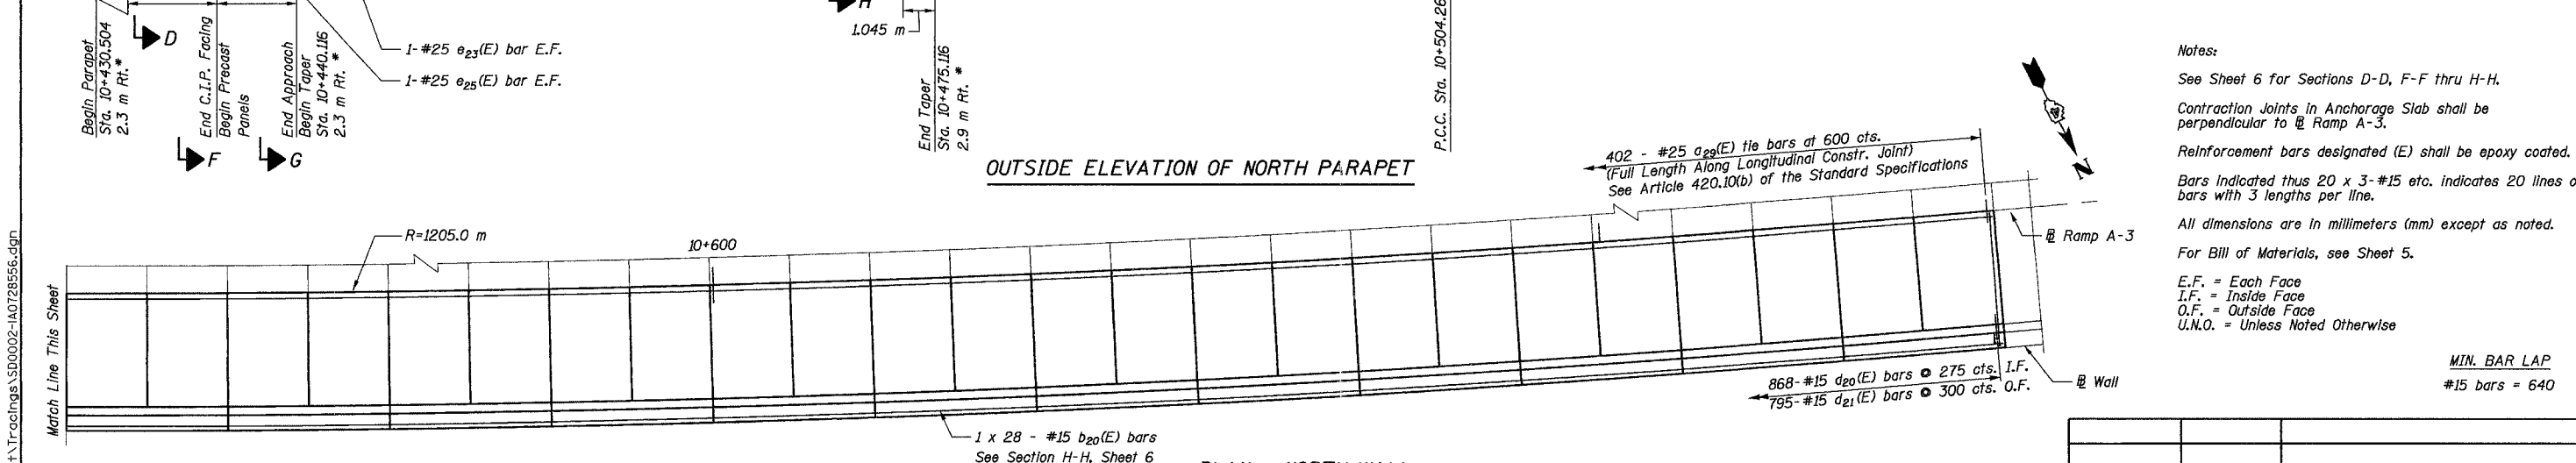 Begin Parapet
Sta. 10+430.504
2.3 m Rt.*
D
End C.I.P. Facing
Begin Precast
Panels
End Approach
Begin Taper
Sta. 10+440.116
2.3 m Rt. *
F
G
1-#25 e23(E) bar E.F.
1-#25 e25(E) bar E.F.
H
1.045 m
End Taper
Sta. 10+475.116
2.9 m Rt. *
P.C.C. Sta. 10+504.26
OUTSIDE ELEVATION OF NORTH PARAPET
402 - #25 a29(E) tie bars at 600 cts.
(Full Length Along Longitudinal Constr. Joint)
See Article 420.10(b) of the Standard Specifications
N
Notes:
See Sheet 6 for Sections D-D, F-F thru H-H.
Contraction Joints in Anchorage Slab shall be
perpendicular to ⅊ Ramp A-3.
Reinforcement bars designated (E) shall be epoxy coated.
Bars indicated thus 20 x 3-#15 etc. indicates 20 lines o
bars with 3 lengths per line.
All dimensions are in millimeters (mm) except as noted.
For Bill of Materials, see Sheet 5.
E.F. = Each Face
I.F. = Inside Face
O.F. = Outside Face
U.N.O. = Unless Noted Otherwise
MIN. BAR LAP
#15 bars = 640
t\Tracings\SD0002-IA0728556.dgn
Match Line This Sheet
R=1205.0 m
10+600
⅊ Ramp A-3
868-#15 d20(E) bars @ 275 cts. I.F.
795-#15 d21(E) bars @ 300 cts. O.F.
⅊ Wall
1 x 28 - #15 b20(E) bars
See Section H-H, Sheet 6